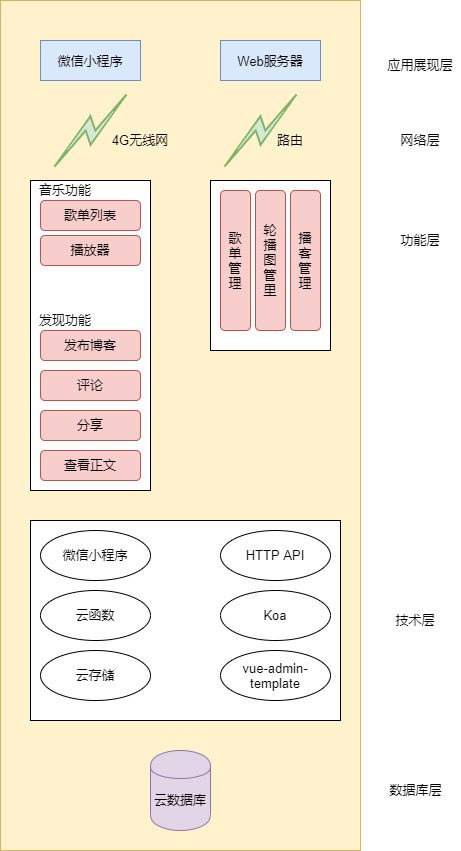 微信小程序
Web服务器
应用展现层
4G无线网
路由
网络层
音乐功能
歌单列表
播放器
发现功能
发布博客
评论
分享
查看正文
歌单管理
轮播图管里
播客管理
功能层
微信小程序
HTTP API
云函数
Koa
云存储
vue-admin-
template
技术层
云数据库
数据库层